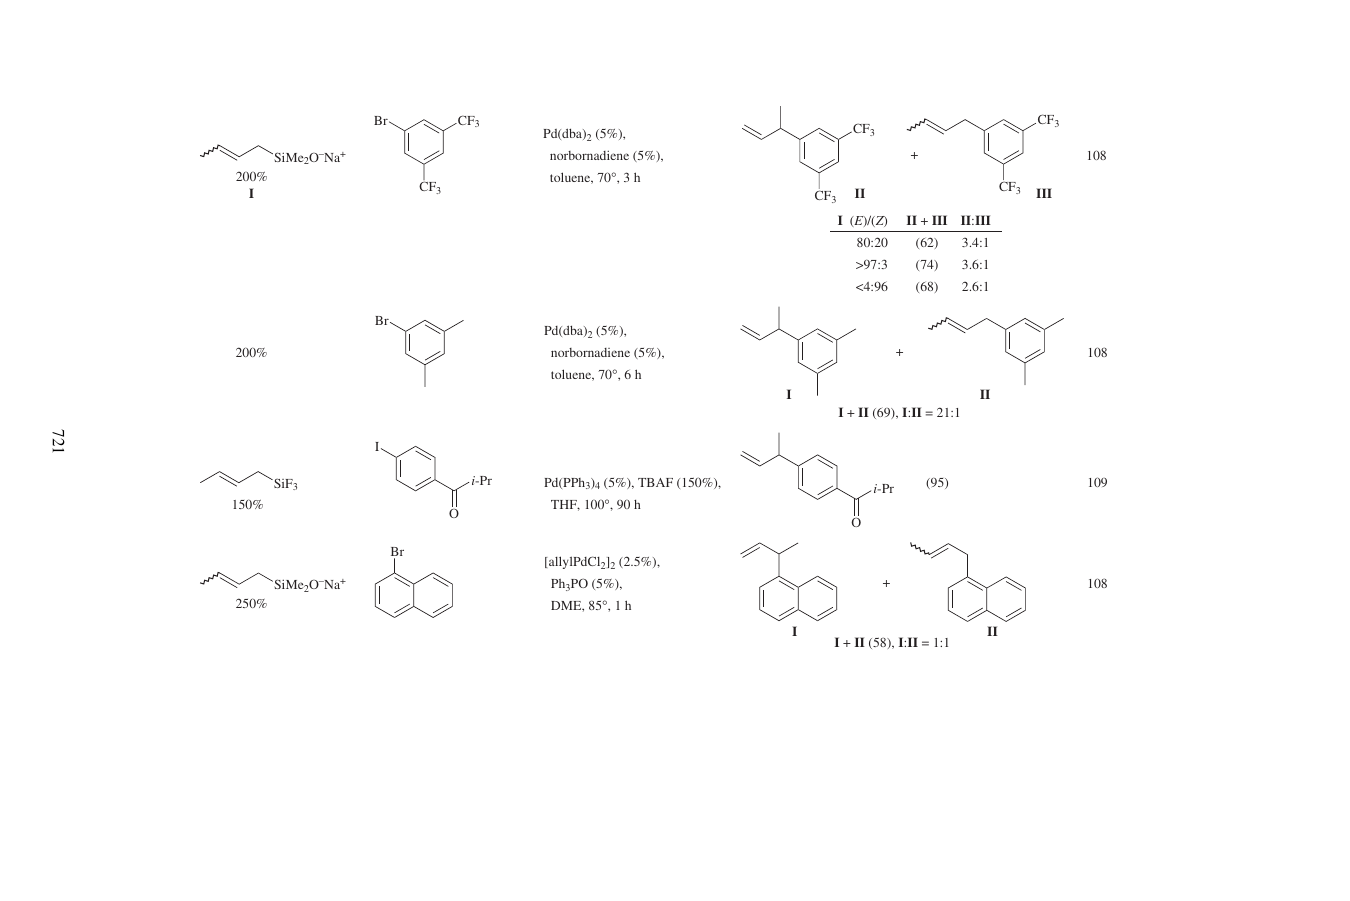 Br
CF3
SiMe2O–Na+
200%
I
CF3
Pd(dba)2 (5%),
norbornadiene (5%),
toluene, 70°, 3 h
CF3
CF3
II
+
CF3
CF3
III
108
I (E)/(Z) II + III II:III
80:20 (62) 3.4:1
>97:3 (74) 3.6:1
<4:96 (68) 2.6:1
200%
Br
Pd(dba)2 (5%),
norbornadiene (5%),
toluene, 70°, 6 h
I
+
II
108
I + II (69), I:II = 21:1
721
SiF3
150%
I
i-Pr
O
Pd(PPh3)4 (5%), TBAF (150%),
THF, 100°, 90 h
i-Pr
O
(95)
109
SiMe2O–Na+
250%
Br
[allylPdCl2]2 (2.5%),
Ph3PO (5%),
DME, 85°, 1 h
I
+
II
108
I + II (58), I:II = 1:1